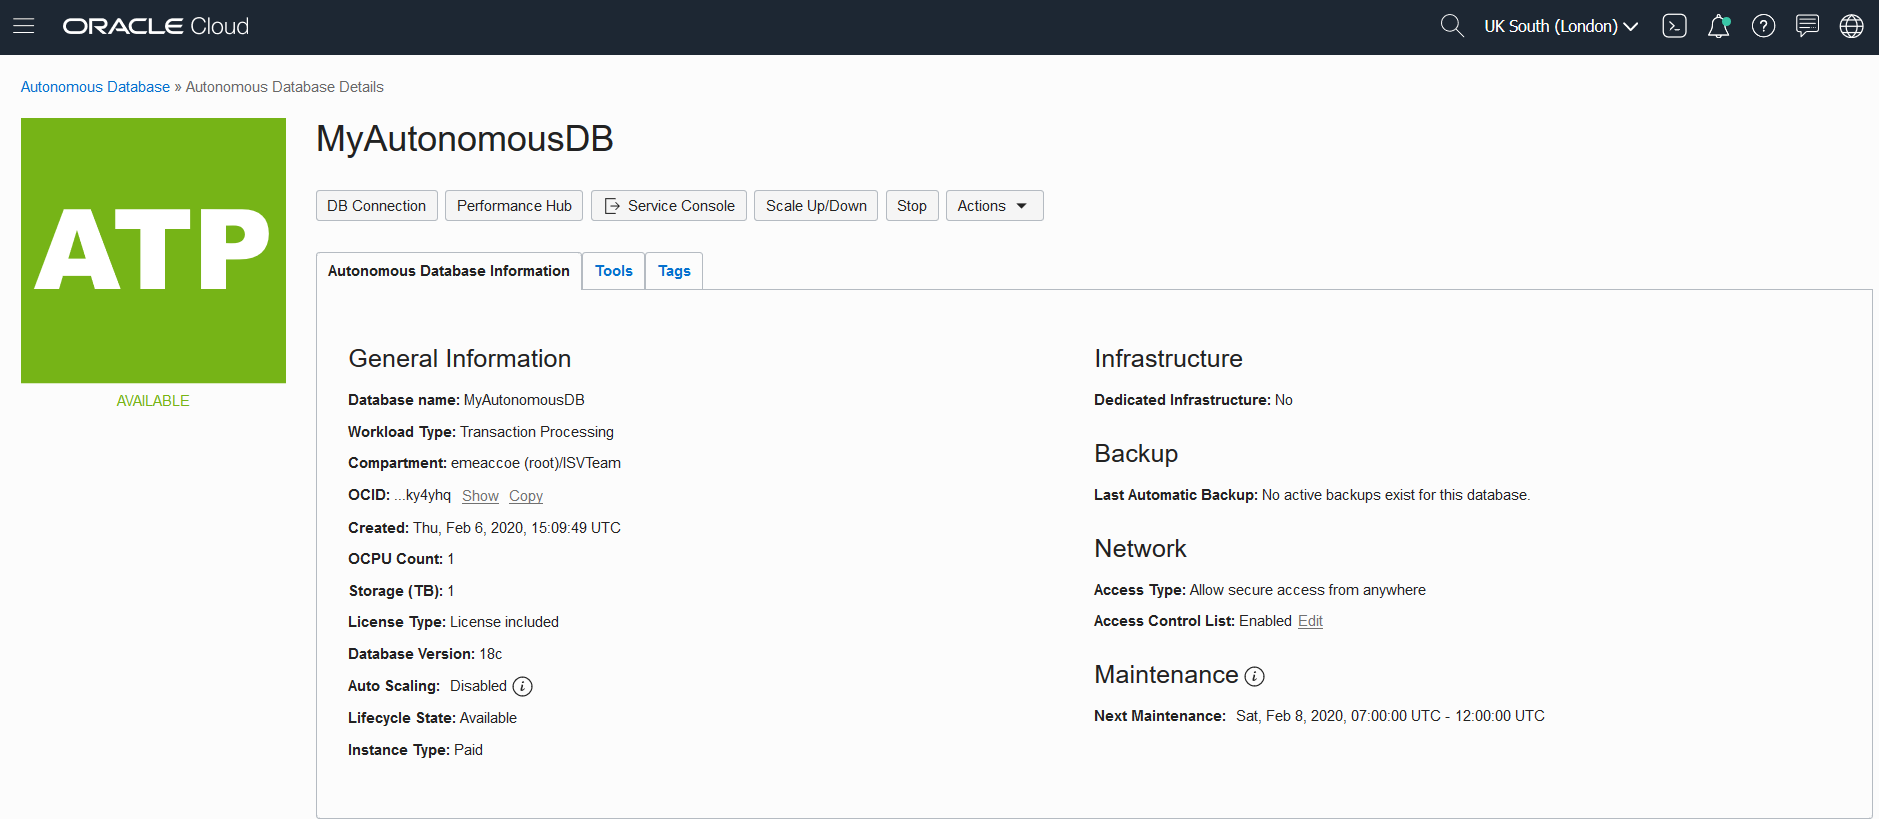 ORACLE Cloud
UK South (London)
Autonomous Database » Autonomous Database Details
ATP
AVAILABLE
MyAutonomousDB
DB Connection
Performance Hub
Service Console
Scale Up/Down
Stop
Actions
Autonomous Database Information
Tools
Tags
General Information
Database name: MyAutonomousDB
Workload Type: Transaction Processing
Compartment: emeaccoe (root)/ISVTeam
OCID: ...ky4yhq Show Copy
Created: Thu, Feb 6, 2020, 15:09:49 UTC
OCPU Count: 1
Storage (TB): 1
License Type: License included
Database Version: 18c
Auto Scaling: Disabled
Lifecycle State: Available
Instance Type: Paid
Infrastructure
Dedicated Infrastructure: No
Backup
Last Automatic Backup: No active backups exist for this database.
Network
Access Type: Allow secure access from anywhere
Access Control List: Enabled Edit
Maintenance
Next Maintenance: Sat, Feb 8, 2020, 07:00:00 UTC - 12:00:00 UTC